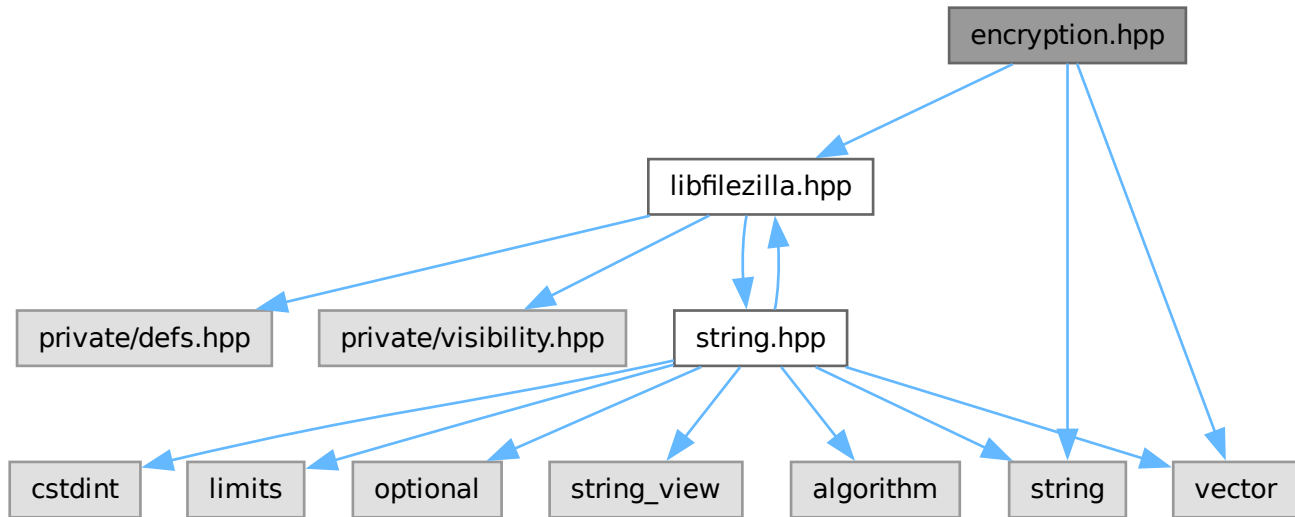 encryption.hpp
libfilezilla.hpp
private/defs.hpp
private/visibility.hpp
string.hpp
cstdint
limits
optional
string_view
algorithm
string
vector